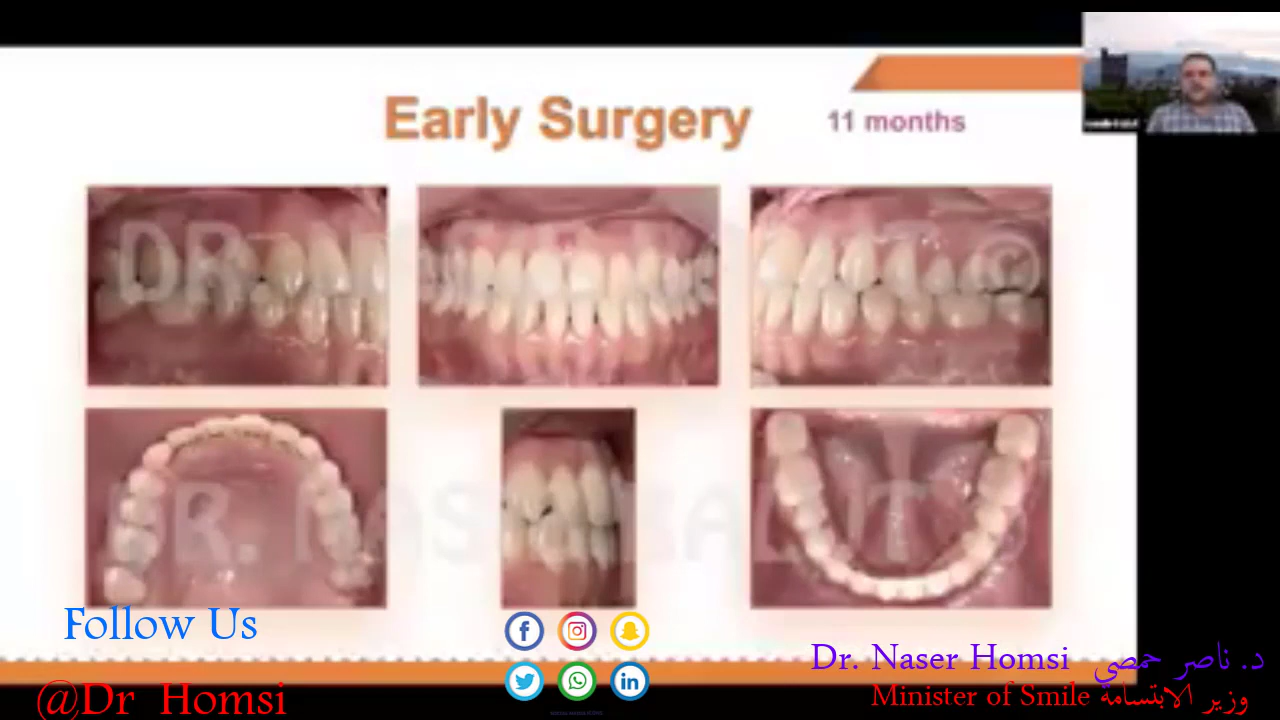 Early Surgery
11 months
Follow Us
@Dr Homsi
Dr. Naser Homsi د. ناصر حمصي
Minister of Smile وزير الابتسامة